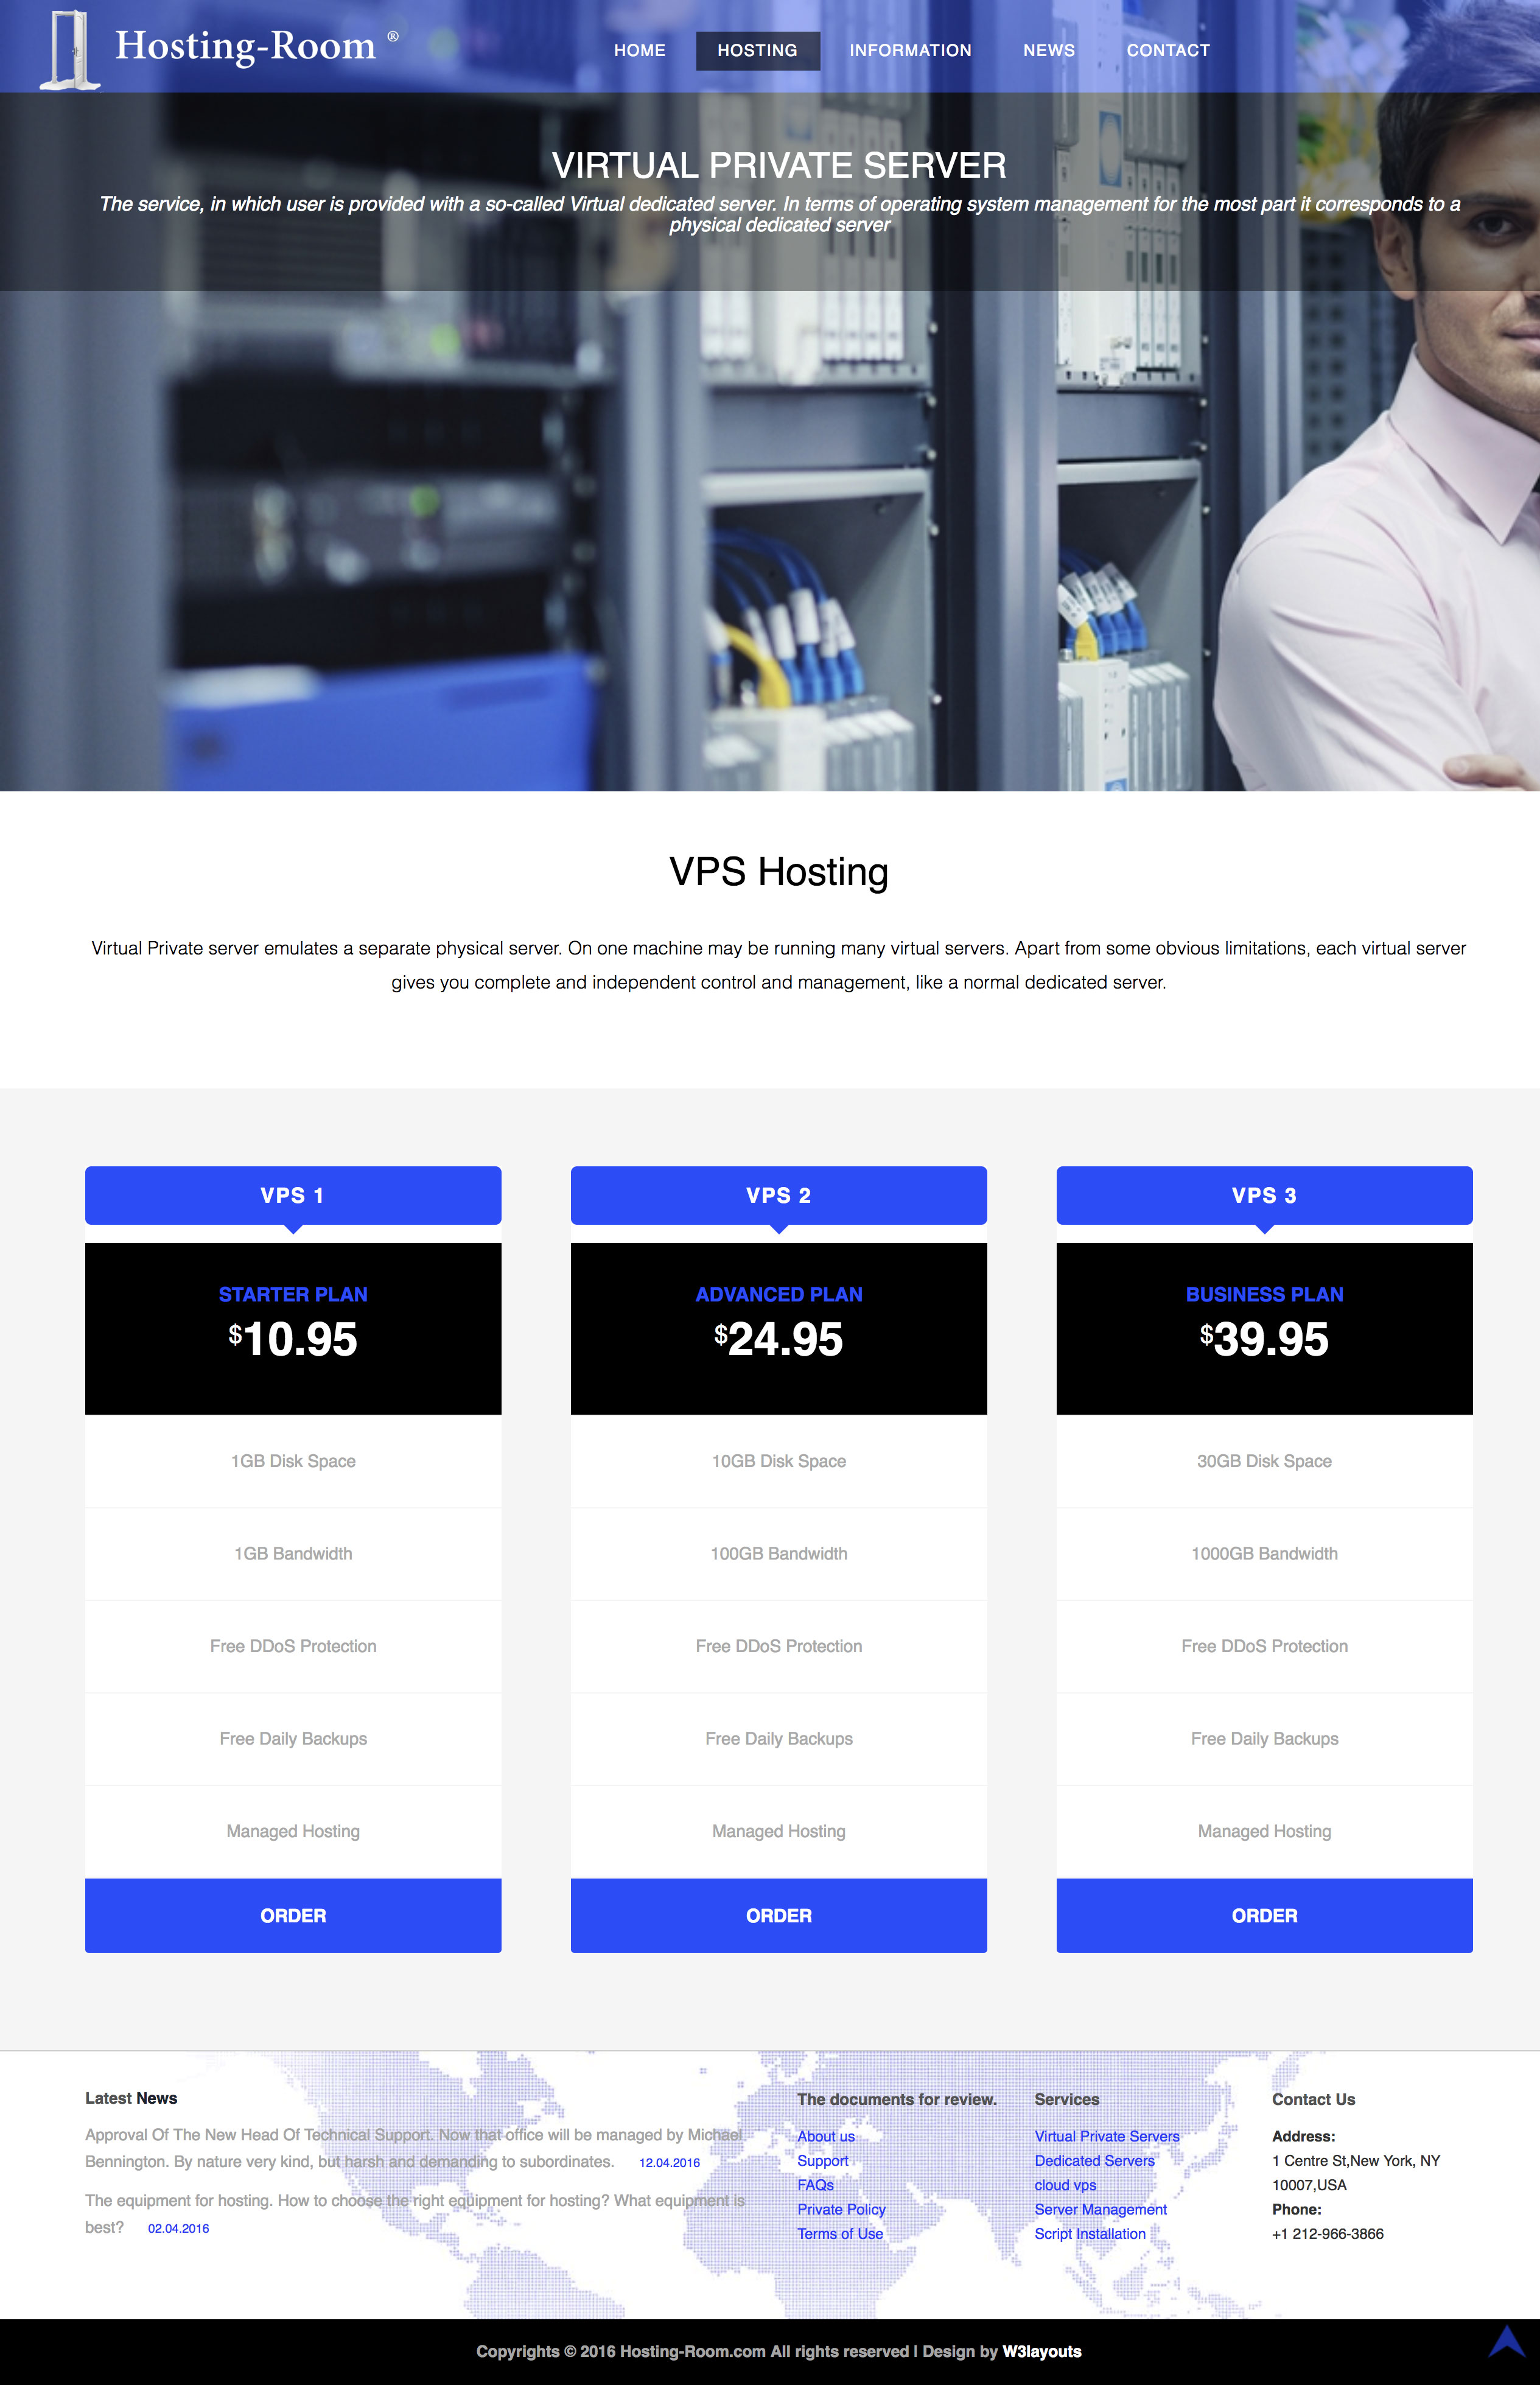 Hosting-Room ®
HOME HOSTING INFORMATION NEWS CONTACT
VIRTUAL PRIVATE SERVER
The service, in which user is provided with a so-called Virtual dedicated server. In terms of operating system management for the most part it corresponds to a
physical dedicated server
VPS Hosting
Virtual Private server emulates a separate physical server. On one machine may be running many virtual servers. Apart from some obvious limitations, each virtual server
gives you complete and independent control and management, like a normal dedicated server.
VPS 1
STARTER PLAN
$10.95
1GB Disk Space
1GB Bandwidth
Free DDoS Protection
Free Daily Backups
Managed Hosting
ORDER
VPS 2
ADVANCED PLAN
$24.95
10GB Disk Space
100GB Bandwidth
Free DDoS Protection
Free Daily Backups
Managed Hosting
ORDER
VPS 3
BUSINESS PLAN
$39.95
30GB Disk Space
1000GB Bandwidth
Free DDoS Protection
Free Daily Backups
Managed Hosting
ORDER
Latest News
Approval Of The New Head Of Technical Support. Now that office will be managed by Michael
Bennington. By nature very kind, but harsh and demanding to subordinates. 12.04.2016
The equipment for hosting. How to choose the right equipment for hosting? What equipment is
best? 02.04.2016
The documents for review.
About us
Support
FAQs
Private Policy
Terms of Use
Services
Virtual Private Servers
Dedicated Servers
cloud vps
Server Management
Script Installation
Contact Us
Address:
1 Centre St,New York, NY
10007,USA
Phone:
+1 212-966-3866
Copyrights © 2016 Hosting-Room.com All rights reserved | Design by W3layouts